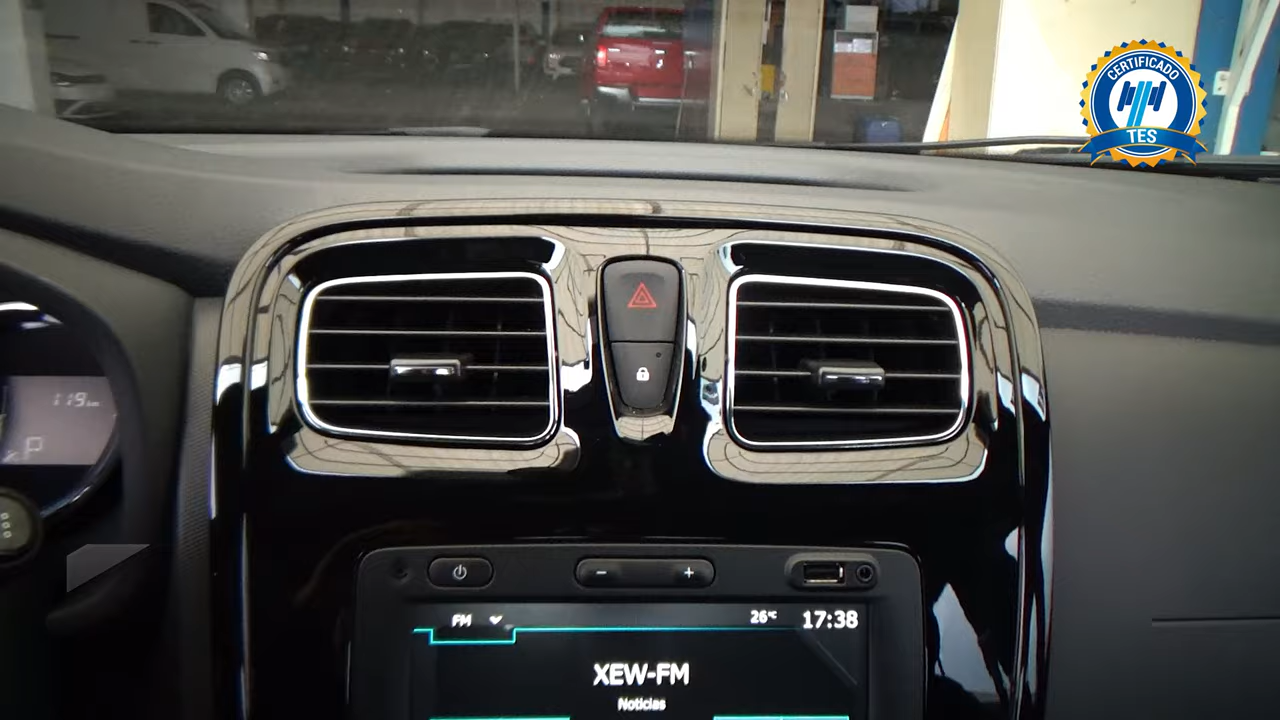 CERTIFICADO
TES
119 km
P
FM
26°C
17:38
XEW-FM
Noticias